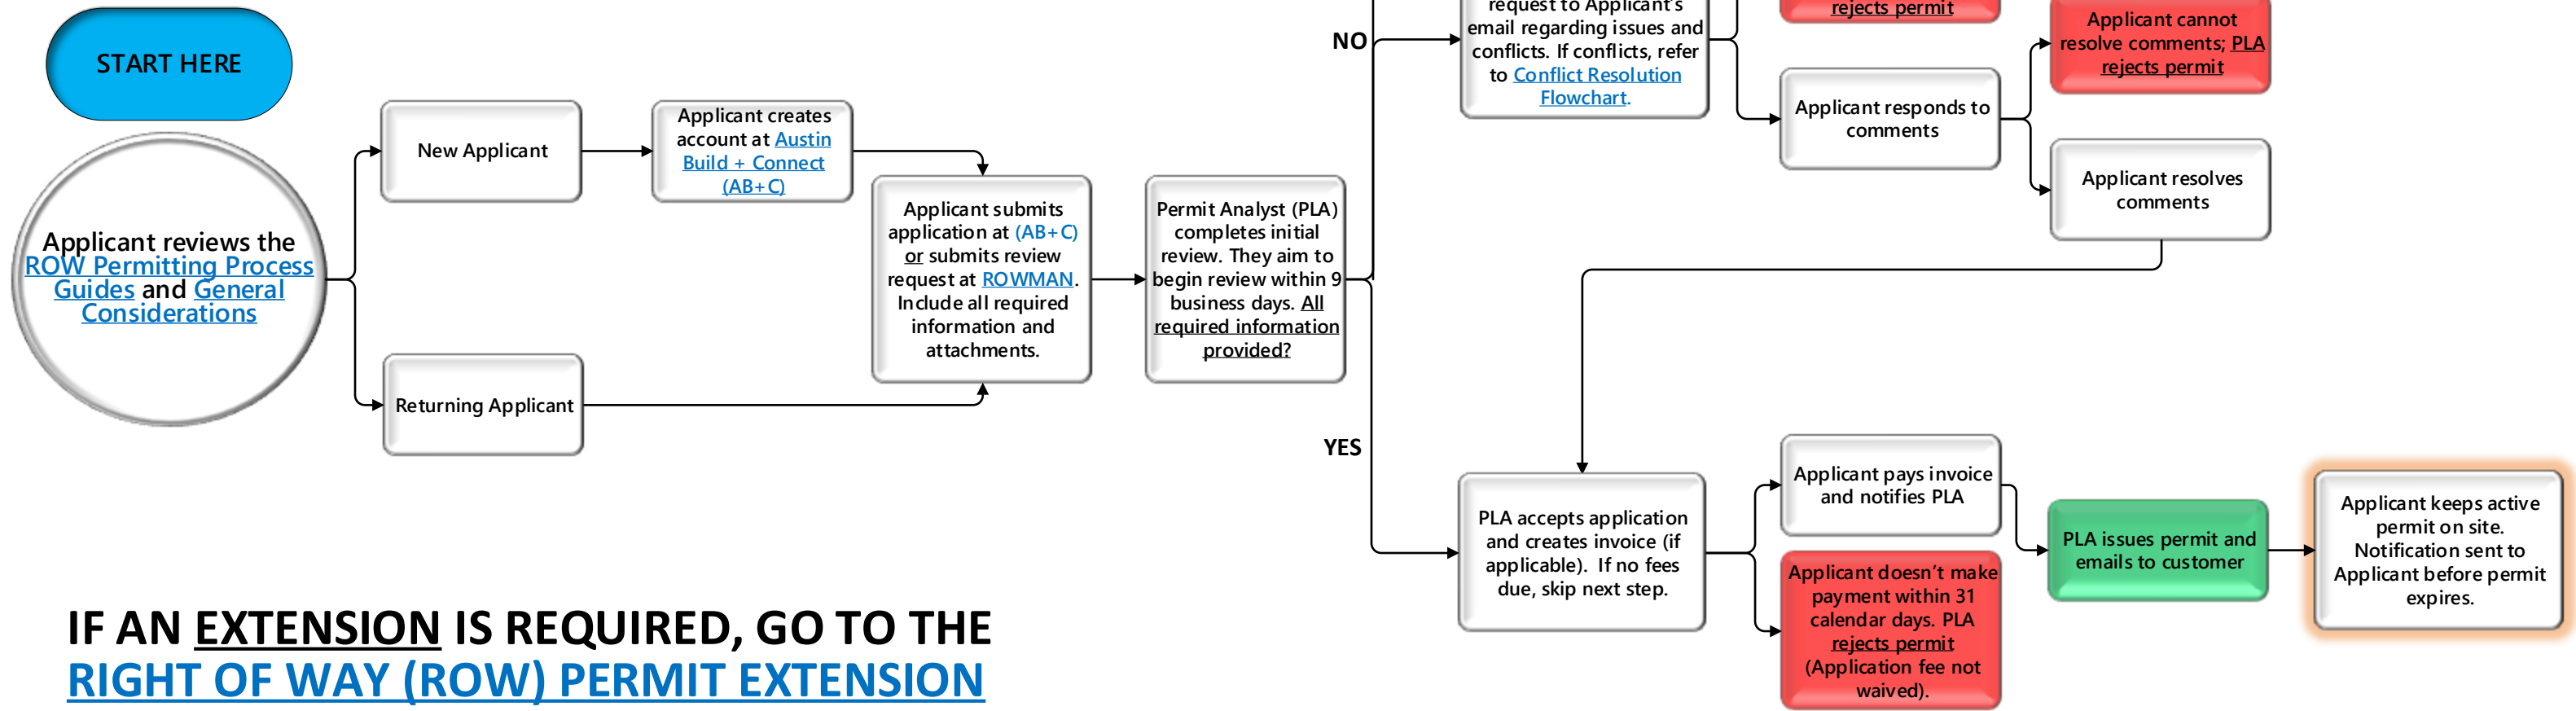 START HERE
Applicant reviews the
ROW Permitting Process
Guides and General
Considerations
New Applicant
Applicant creates
account at Austin
Build + Connect
(AB+C)
Returning Applicant
Applicant submits
application at (AB+C)
or submits review
request at ROWMAN.
Include all required
information and
attachments.
Permit Analyst (PLA)
completes initial
review. They aim to
begin review within 9
business days. All
required information
provided?
NO
request to Applicant's
email regarding issues and
conflicts. If conflicts, refer
to Conflict Resolution
Flowchart.
rejects permit
Applicant responds to
comments
Applicant cannot
resolve comments; PLA
rejects permit
Applicant resolves
comments
YES
PLA accepts application
and creates invoice (if
applicable). If no fees
due, skip next step.
Applicant pays invoice
and notifies PLA
Applicant doesn't make
payment within 31
calendar days. PLA
rejects permit
(Application fee not
waived).
PLA issues permit and
emails to customer
Applicant keeps active
permit on site.
Notification sent to
Applicant before permit
expires.
IF AN EXTENSION IS REQUIRED, GO TO THE
RIGHT OF WAY (ROW) PERMIT EXTENSION